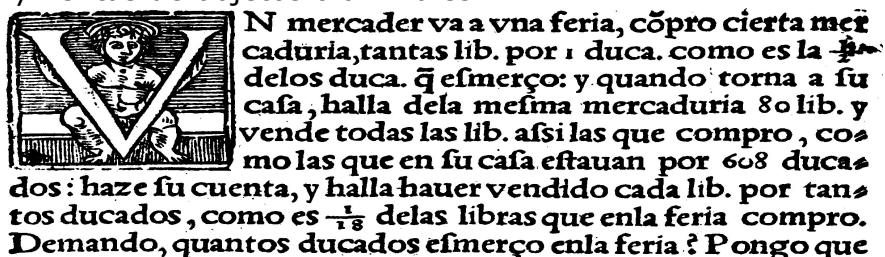 VN mercader va a vna feria, cõpro cierta mer
caduria, tantas lib. por 1 duca. como es la
delos duca. q̃ esmerço: y quando torna a su
casa, halla dela mesma mercaduria 80 lib. y
vende todas las lib. assi las que compro, co-
mo las que en su casa estauan por 608 duca-
dos: haze su cuenta, y halla hauer vendido cada lib. por tan-
tos ducados, como es 1/18 delas libras que enla feria compro.
Demando, quantos ducados esmerço enla feria? Pongo que